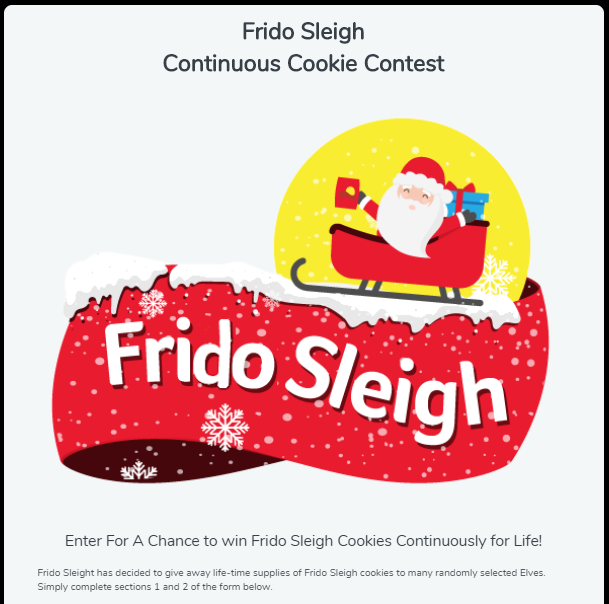 Frido Sleigh
Continuous Cookie Contest
Frido Sleigh
Enter For A Chance to win Frido Sleigh Cookies Continuously for Life!
Frido Sleight has decided to give away life-time supplies of Frido Sleigh cookies to many randomly selected Elves.
Simply complete sections 1 and 2 of the form below.